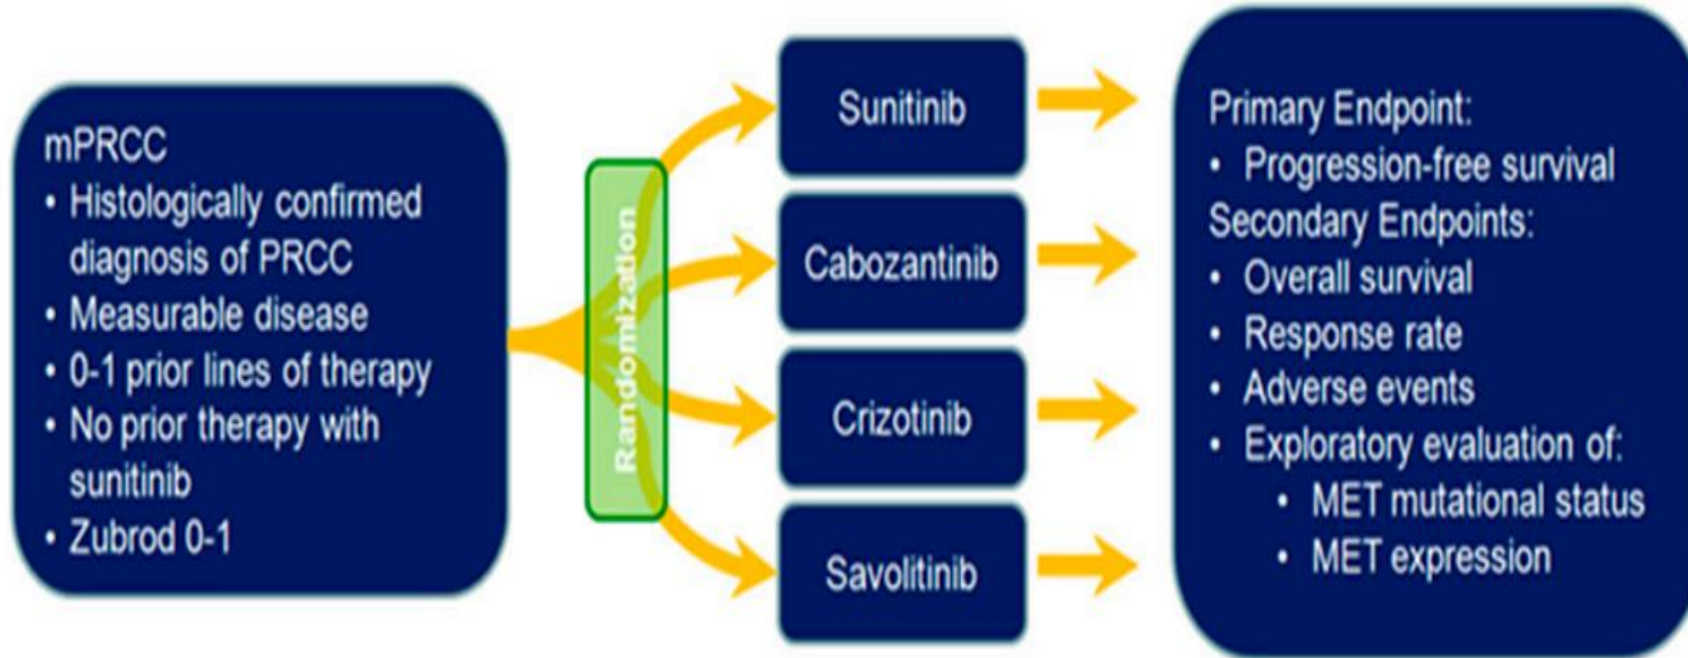 mPRCC
• Histologically confirmed
diagnosis of PRCC
• Measurable disease
• 0-1 prior lines of therapy
• No prior therapy with
sunitinib
• Zubrod 0-1
Randomization
Sunitinib
Cabozantinib
Crizotinib
Savolitinib
Primary Endpoint:
• Progression-free survival
Secondary Endpoints:
• Overall survival
• Response rate
• Adverse events
• Exploratory evaluation of:
• MET mutational status
• MET expression